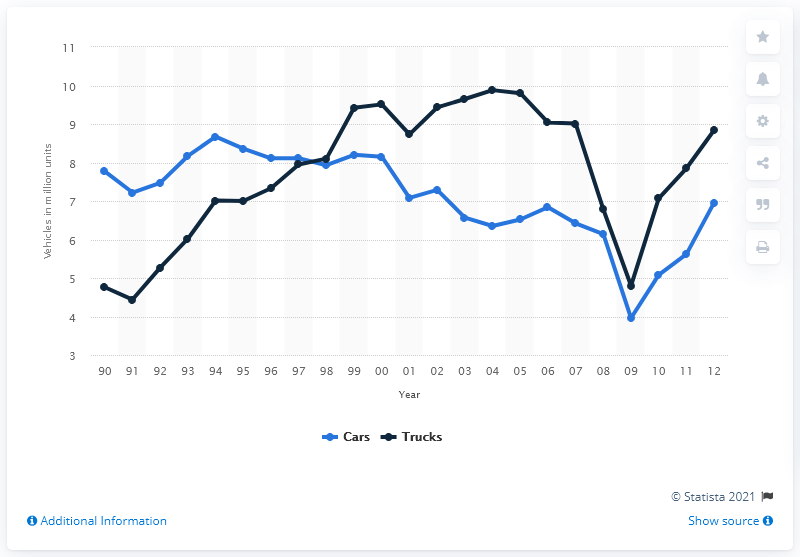 11
10
9
8
7
6
5
4
3
Vehicles in million units
90 91 92 93 94 95 96 97 98 99 00 01 02 03 04 05 06 07 08 09 10 11 12
Year
Cars Trucks
© Statista 2021
Additional Information Show source